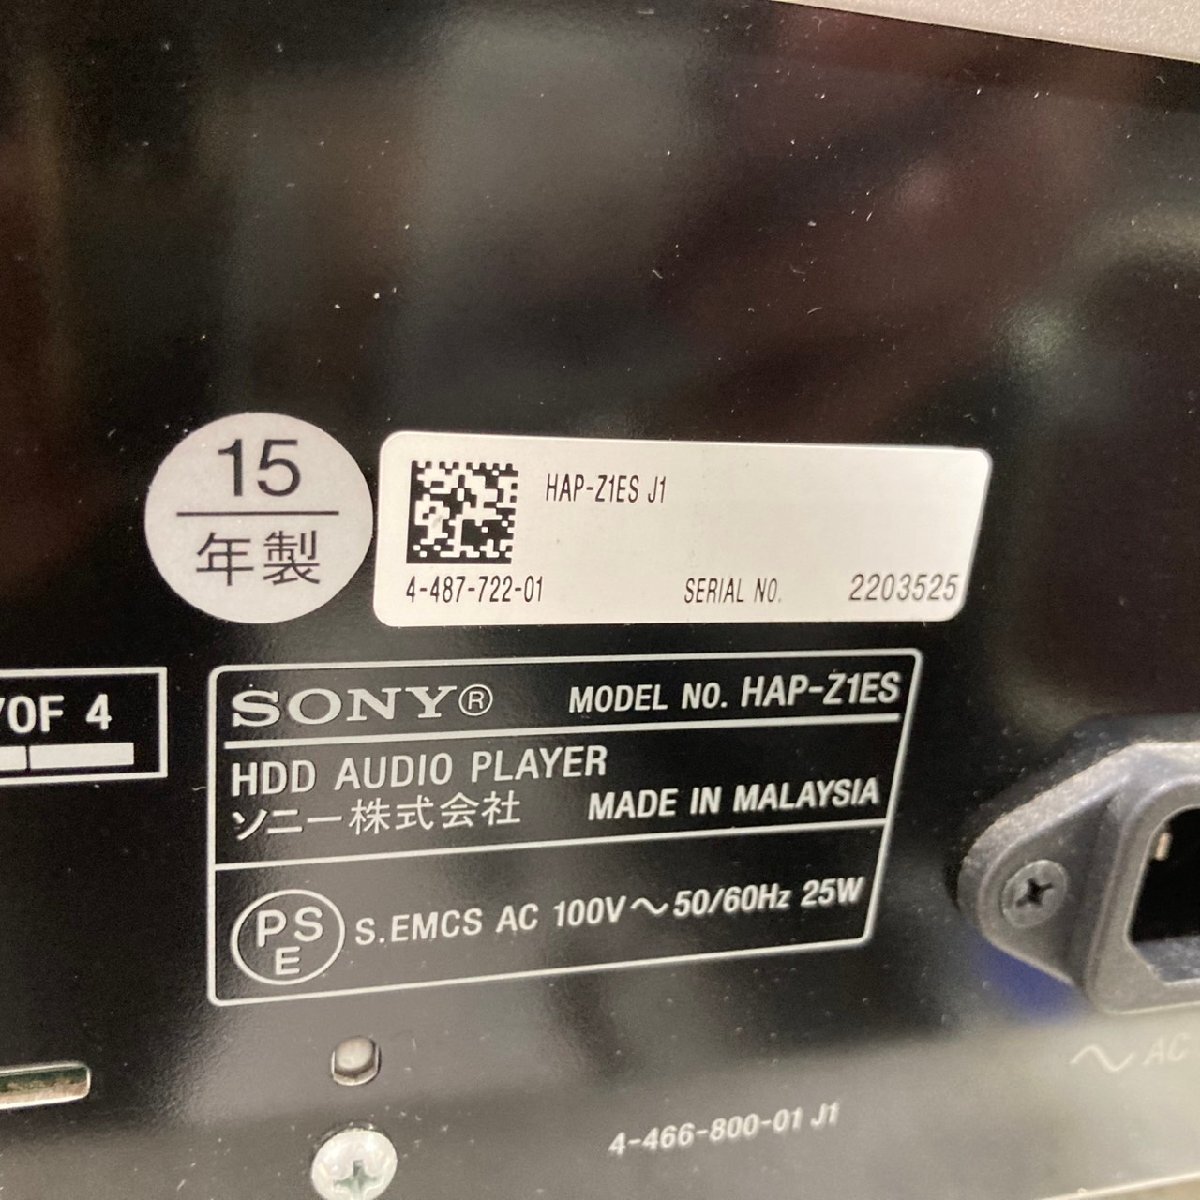 15
年製
HAP-Z1ES J1
4-487-722-01 SERIAL NO. 2203525
OF 4
SONY® MODEL NO. HAP-Z1ES
HDD AUDIO PLAYER
ソニー株式会社 MADE IN MALAYSIA
PSE S.EMCS AC 100V～50/60Hz 25W
～ AC
4-466-800-01 J1